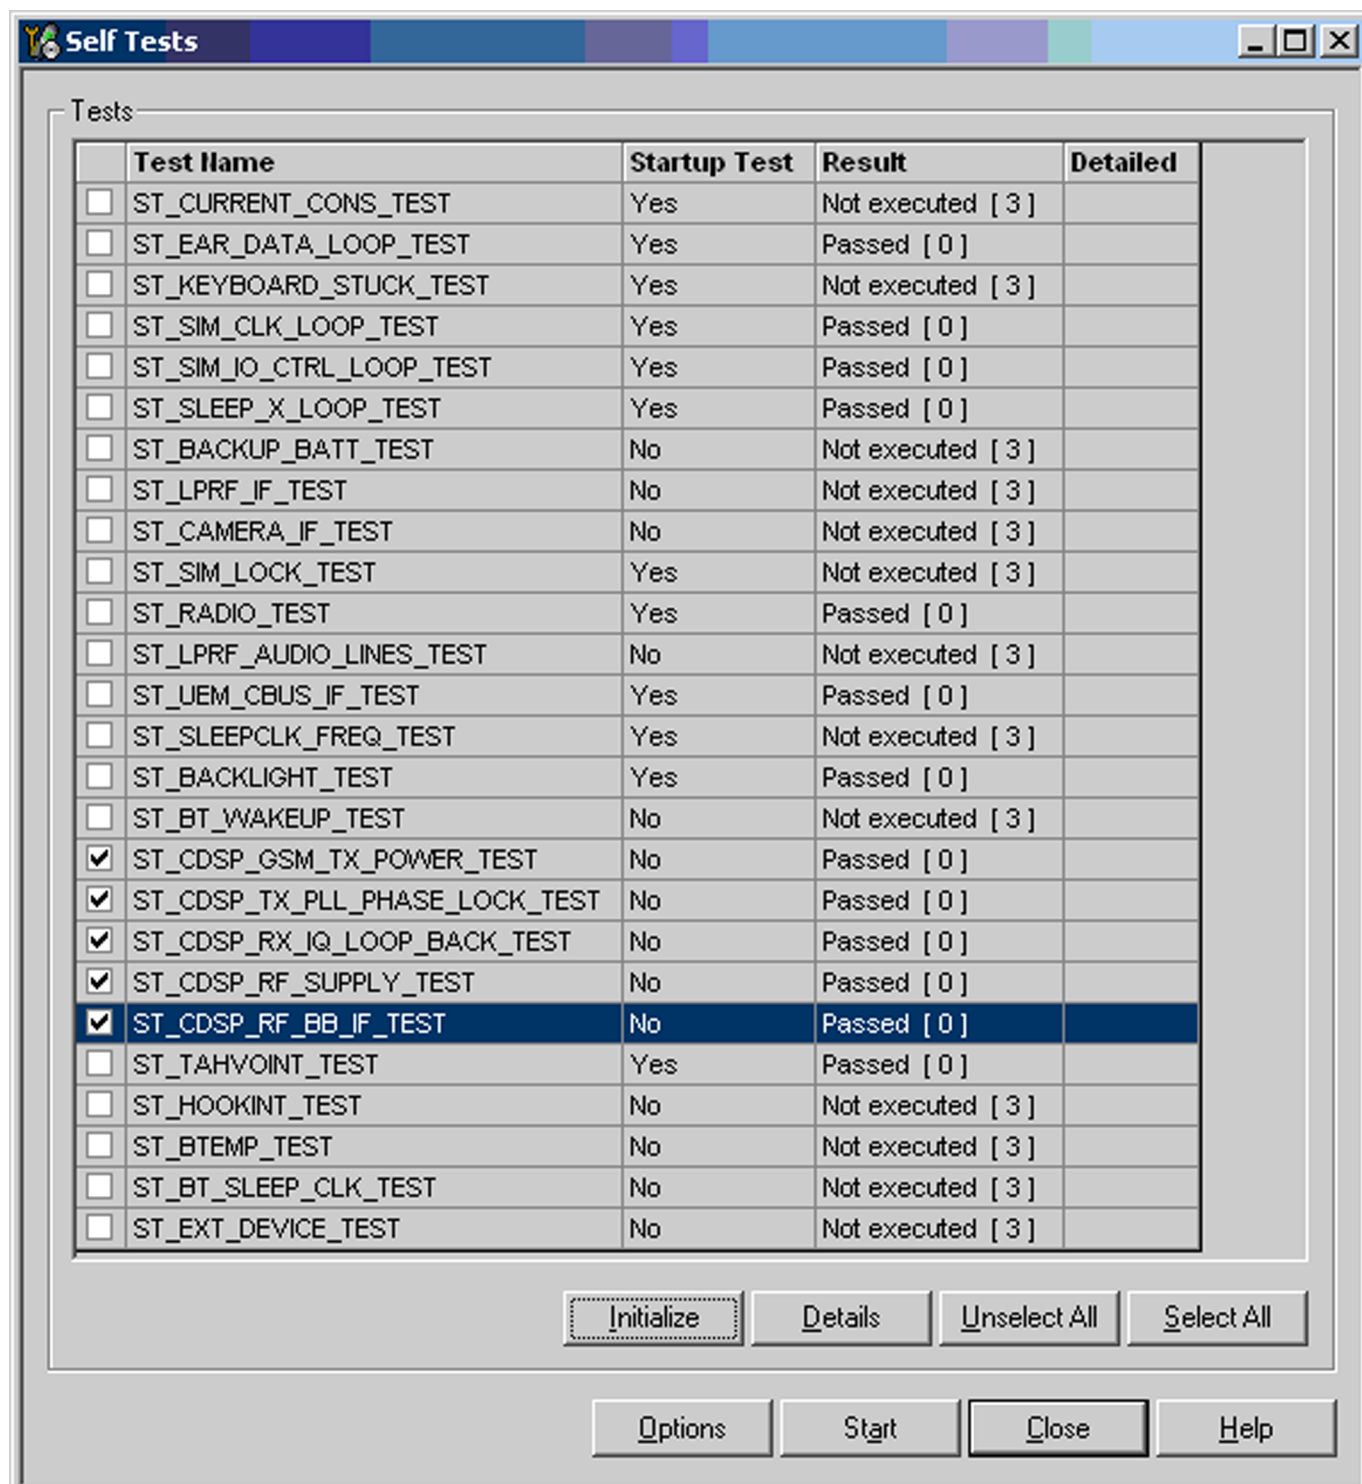 Self Tests
Tests
Test Name Startup Test Result Detailed
ST_CURRENT_CONS_TEST Yes Not executed [ 3 ]
ST_EAR_DATA_LOOP_TEST Yes Passed [ 0 ]
ST_KEYBOARD_STUCK_TEST Yes Not executed [ 3 ]
ST_SIM_CLK_LOOP_TEST Yes Passed [ 0 ]
ST_SIM_IO_CTRL_LOOP_TEST Yes Passed [ 0 ]
ST_SLEEP_X_LOOP_TEST Yes Passed [ 0 ]
ST_BACKUP_BATT_TEST No Not executed [ 3 ]
ST_LPRF_IF_TEST No Not executed [ 3 ]
ST_CAMERA_IF_TEST No Not executed [ 3 ]
ST_SIM_LOCK_TEST Yes Not executed [ 3 ]
ST_RADIO_TEST Yes Passed [ 0 ]
ST_LPRF_AUDIO_LINES_TEST No Not executed [ 3 ]
ST_UEM_CBUS_IF_TEST Yes Passed [ 0 ]
ST_SLEEPCLK_FREQ_TEST Yes Not executed [ 3 ]
ST_BACKLIGHT_TEST Yes Passed [ 0 ]
ST_BT_WAKEUP_TEST No Not executed [ 3 ]
ST_CDSP_GSM_TX_POWER_TEST No Passed [ 0 ]
ST_CDSP_TX_PLL_PHASE_LOCK_TEST No Passed [ 0 ]
ST_CDSP_RX_IQ_LOOP_BACK_TEST No Passed [ 0 ]
ST_CDSP_RF_SUPPLY_TEST No Passed [ 0 ]
ST_CDSP_RF_BB_IF_TEST No Passed [ 0 ]
ST_TAHVOINT_TEST Yes Passed [ 0 ]
ST_HOOKINT_TEST No Not executed [ 3 ]
ST_BTEMP_TEST No Not executed [ 3 ]
ST_BT_SLEEP_CLK_TEST No Not executed [ 3 ]
ST_EXT_DEVICE_TEST No Not executed [ 3 ]
Initialize Details Unselect All Select All
Options Start Close Help